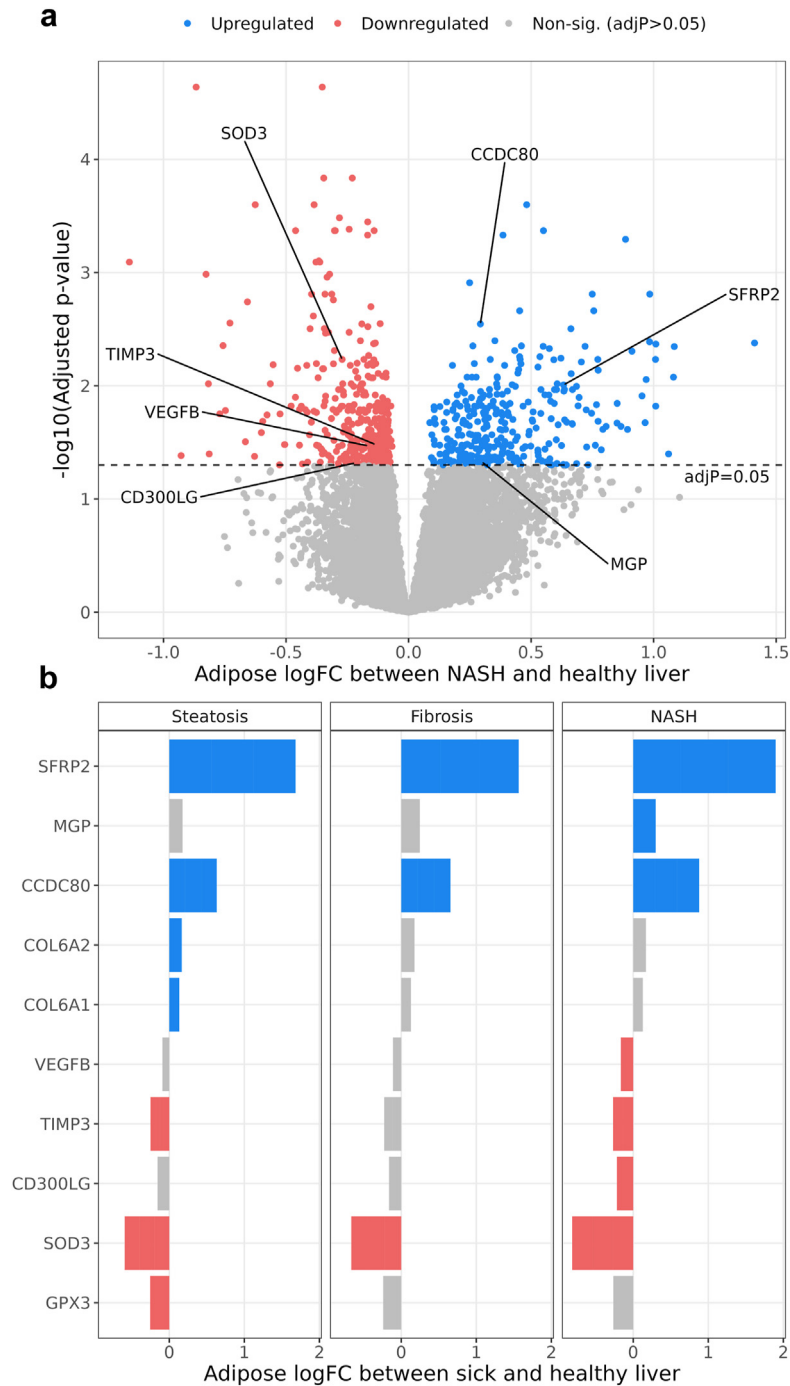 a
Upregulated Downregulated Non-sig. (adjP>0.05)
-log10(Adjusted p-value)
4
3
2
1
0
SOD3
CCDC80
SFRP2
TIMP3
VEGFB
CD300LG
adjP=0.05
MGP
-1.0 -0.5 0.0 0.5 1.0 1.5
Adipose logFC between NASH and healthy liver
b
Steatosis Fibrosis NASH
SFRP2
MGP
CCDC80
COL6A2
COL6A1
VEGFB
TIMP3
CD300LG
SOD3
GPX3
0 1 2 0 1 2 0 1 2
Adipose logFC between sick and healthy liver